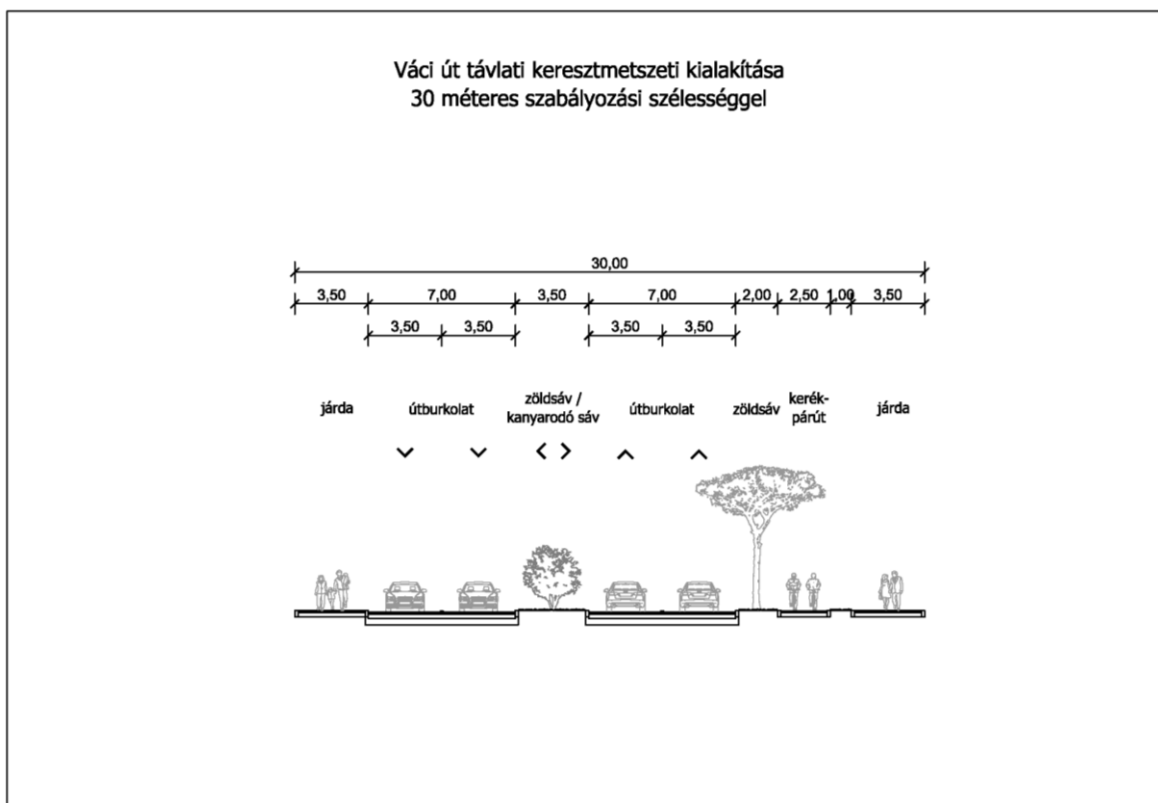 Váci út távlati keresztmetszeti kialakítása
30 méteres szabályozási szélességgel
30,00
3,50 7,00 3,50 7,00 2,00 2,50 1,00 3,50
3,50 3,50 3,50 3,50
járda
útburkolat
zöldsáv /
kanyarodó sáv
útburkolat
zöldsáv
kerék-
párút
járda